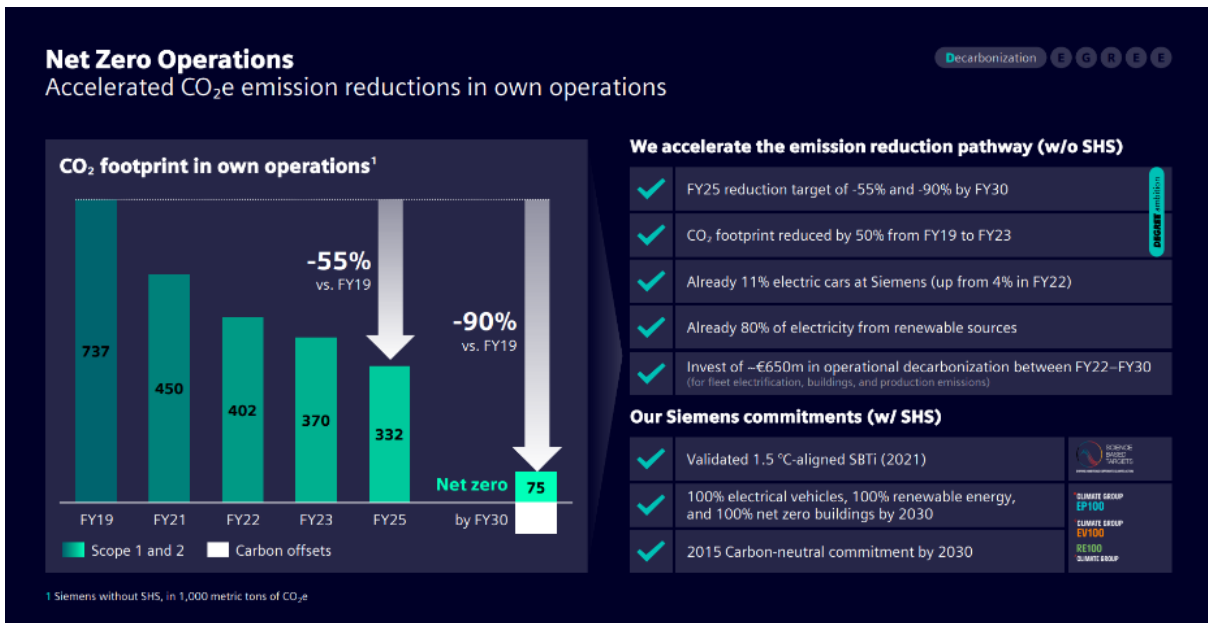 Net Zero Operations
Accelerated CO₂e emission reductions in own operations
Decarbonization E G R E E
CO₂ footprint in own operations¹
737
450
402
370
332
75
-55%
vs. FY19
-90%
vs. FY19
Net zero
FY19 FY21 FY22 FY23 FY25 by FY30
Scope 1 and 2 Carbon offsets
We accelerate the emission reduction pathway (w/o SHS)
FY25 reduction target of -55% and -90% by FY30
CO₂ footprint reduced by 50% from FY19 to FY23
Already 11% electric cars at Siemens (up from 4% in FY22)
Already 80% of electricity from renewable sources
Invest of ~€650m in operational decarbonization between FY22–FY30
(for fleet electrification, buildings, and production emissions)
DEGREE ambition
Our Siemens commitments (w/ SHS)
Validated 1.5 °C-aligned SBTi (2021)
SCIENCE
BASED
TARGETS
100% electrical vehicles, 100% renewable energy,
and 100% net zero buildings by 2030
2015 Carbon-neutral commitment by 2030
°CLIMATE GROUP
EP100
°CLIMATE GROUP
EV100
RE100
°CLIMATE GROUP
1 Siemens without SHS, in 1,000 metric tons of CO₂e